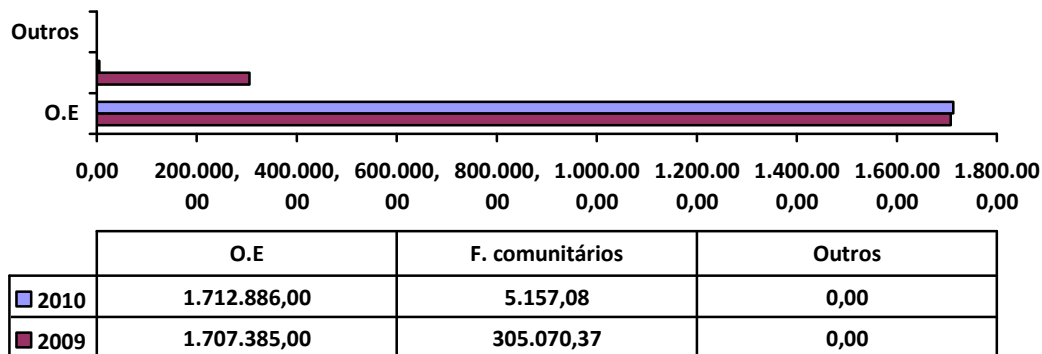 Outros
O.E
0,00 200.000, 400.000, 600.000, 800.000, 1.000.00 1.200.00 1.400.00 1.600.00 1.800.00
00 00 00 00 0,00 0,00 0,00 0,00 0,00
O.E F. comunitários Outros
2010 1.712.886,00 5.157,08 0,00
2009 1.707.385,00 305.070,37 0,00